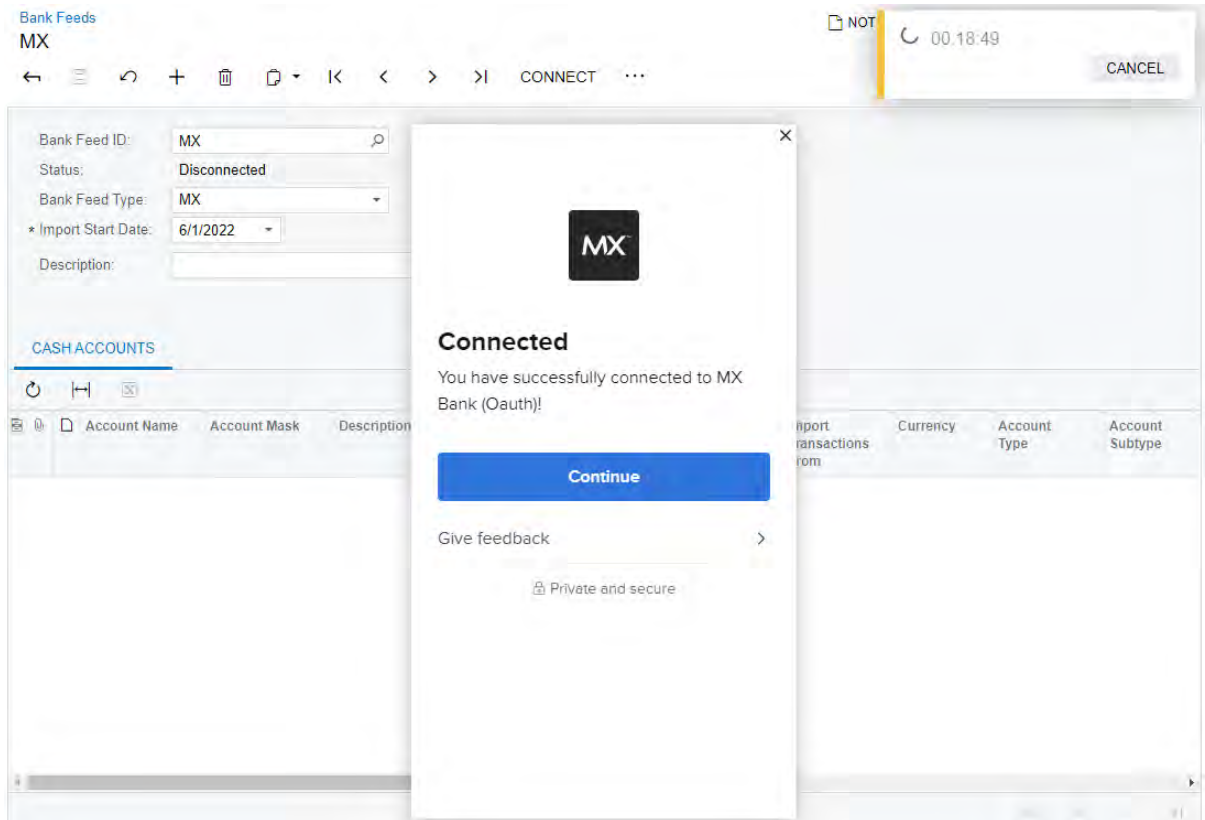 Bank Feeds
MX
NOT
00.18:49
CANCEL
CONNECT ...
Bank Feed ID: MX
Status: Disconnected
Bank Feed Type: MX
* Import Start Date: 6/1/2022
Description:
MX
Connected
You have successfully connected to MX
Bank (Oauth)!
Continue
Give feedback
Private and secure
CASH ACCOUNTS
Account Name Account Mask Description Currency Account Type Account Subtype